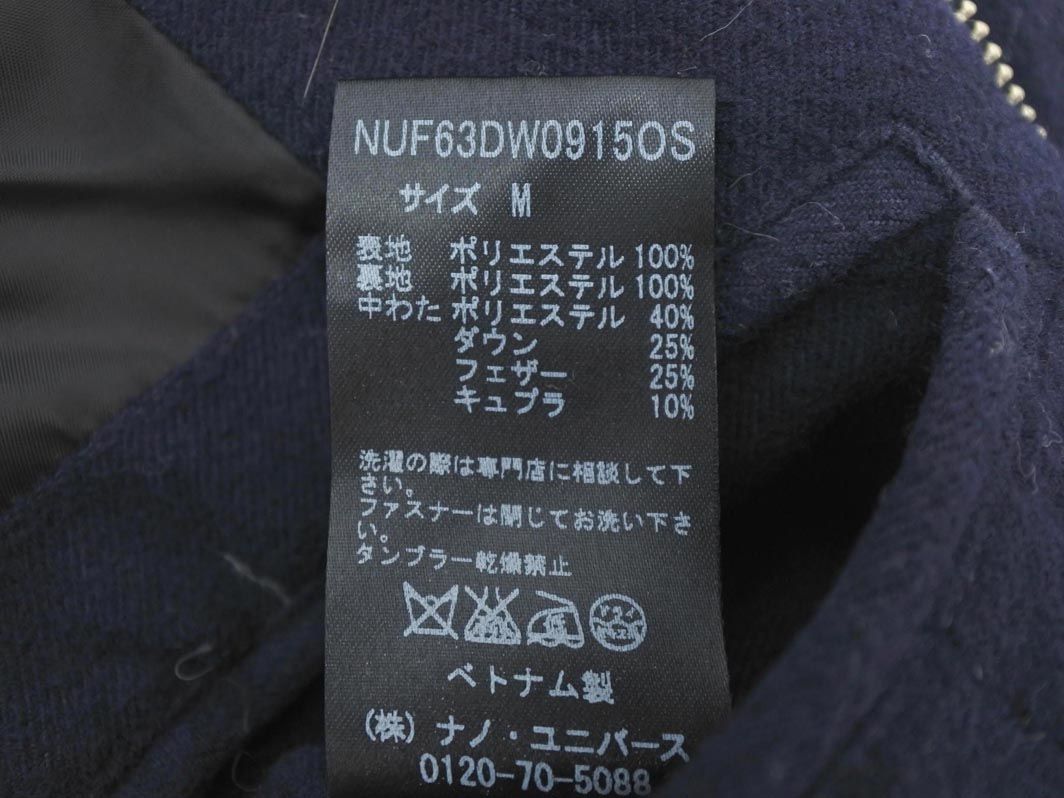 NUF63DW0915OS
サイズ M
表地 ポリエステル 100%
裏地 ポリエステル 100%
中わた ポリエステル 40%
ダウン 25%
フェザー 25%
キュプラ 10%
洗濯の際は専門店に相談して下
さい。
ファスナーは閉じてお洗い下さ
い。
タンブラー乾燥禁止
ベトナム製
(株) ナノ・ユニバース
0120-70-5088